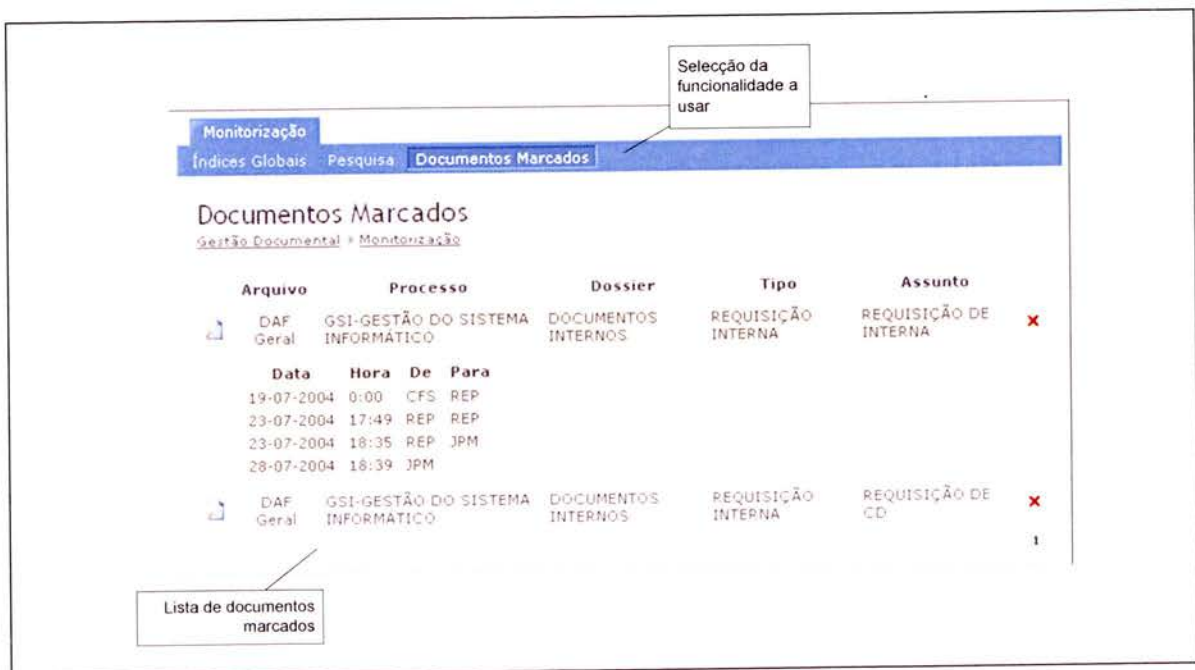 Selecção da
funcionalidade a
usar
Monitorização
Índices Globais Pesquisa Documentos Marcados
Documentos Marcados
Gestão Documental » Monitorização
Arquivo Processo Dossier Tipo Assunto
DAF GSI-GESTÃO DO SISTEMA DOCUMENTOS REQUISIÇÃO REQUISIÇÃO DE
Geral INFORMÁTICO INTERNOS INTERNA INTERNA
Data Hora De Para
19-07-2004 0:00 CFS REP
23-07-2004 17:49 REP REP
23-07-2004 18:35 REP JPM
28-07-2004 18:39 JPM
DAF GSI-GESTÃO DO SISTEMA DOCUMENTOS REQUISIÇÃO REQUISIÇÃO DE
Geral INFORMÁTICO INTERNOS INTERNA CD
1
Lista de documentos
marcados